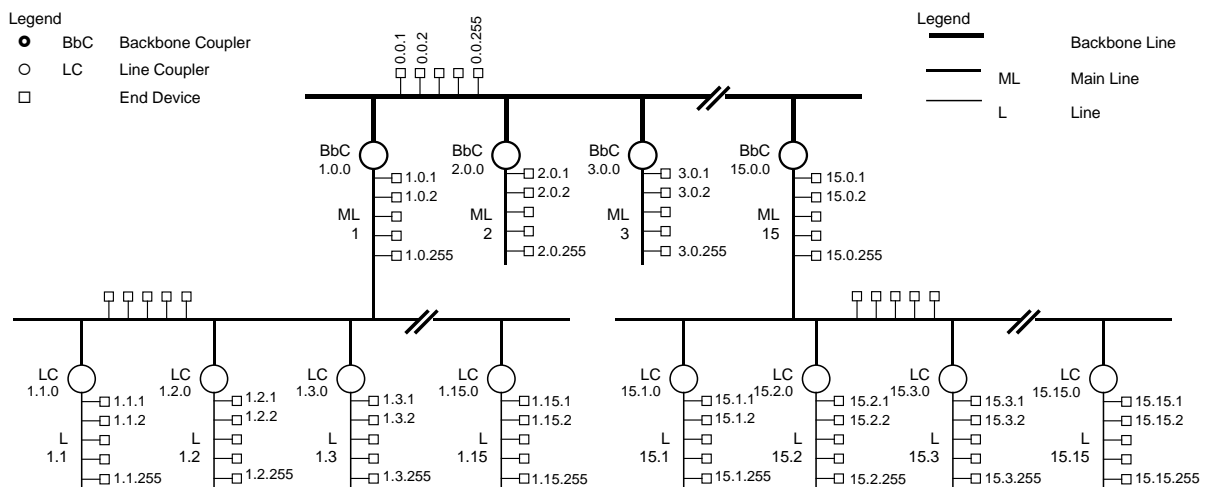 Legend
BbC Backbone Coupler
LC Line Coupler
End Device
Legend
Backbone Line
ML Main Line
L Line
0.0.1
0.0.2
0.0.255
BbC
1.0.0
1.0.1
1.0.2
ML
1
1.0.255
BbC
2.0.0
2.0.1
2.0.2
ML
2
2.0.255
BbC
3.0.0
3.0.1
3.0.2
ML
3
3.0.255
BbC
15.0.0
15.0.1
15.0.2
ML
15
15.0.255
LC
1.1.0
1.1.1
1.1.2
L
1.1
1.1.255
LC
1.2.0
1.2.1
1.2.2
L
1.2
1.2.255
LC
1.3.0
1.3.1
1.3.2
L
1.3
1.3.255
LC
1.15.0
1.15.1
1.15.2
L
1.15
1.15.255
LC
15.1.0
15.1.1
15.1.2
L
15.1
15.1.255
LC
15.2.0
15.2.1
15.2.2
L
15.2
15.2.255
LC
15.3.0
15.3.1
15.3.2
L
15.3
15.3.255
LC
15.15.0
15.15.1
15.15.2
L
15.15
15.15.255